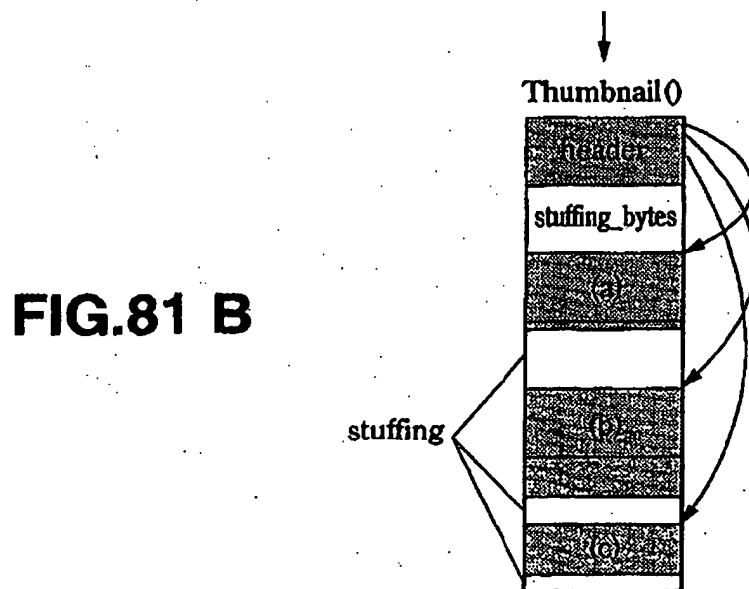 Thumbnail()
header
stuffing_bytes
(a)
FIG.81 B
(b)
stuffing
(c)